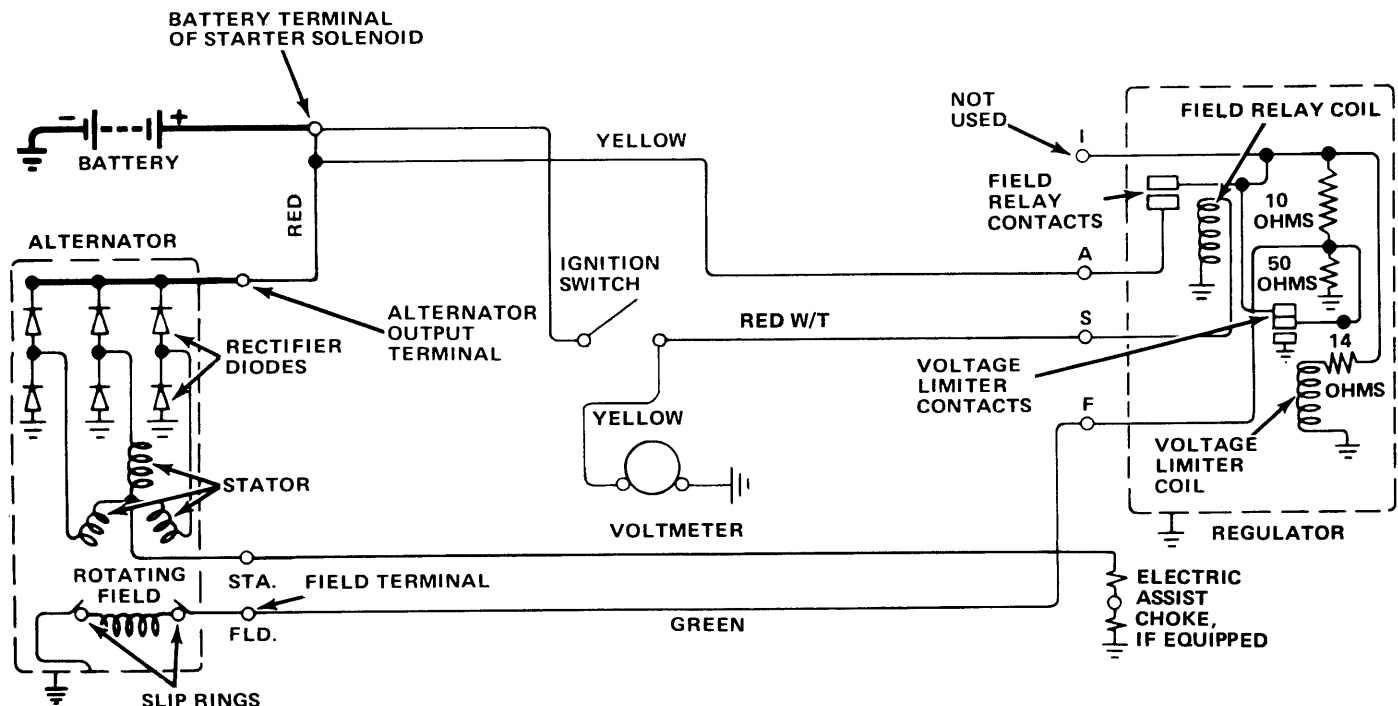 BATTERY TERMINAL
OF STARTER SOLENOID
-
+
BATTERY
YELLOW
RED
ALTERNATOR
ALTERNATOR
OUTPUT
TERMINAL
RECTIFIER
DIODES
STATOR
ROTATING
FIELD
STA.
FIELD TERMINAL
FLD.
SLIP RINGS
GREEN
IGNITION
SWITCH
RED W/T
YELLOW
VOLTMETER
NOT
USED
I
FIELD RELAY COIL
FIELD
RELAY
CONTACTS
10
OHMS
A
50
OHMS
S
14
OHMS
VOLTAGE
LIMITER
CONTACTS
F
VOLTAGE
LIMITER
COIL
REGULATOR
ELECTRIC
ASSIST
CHOKE,
IF EQUIPPED